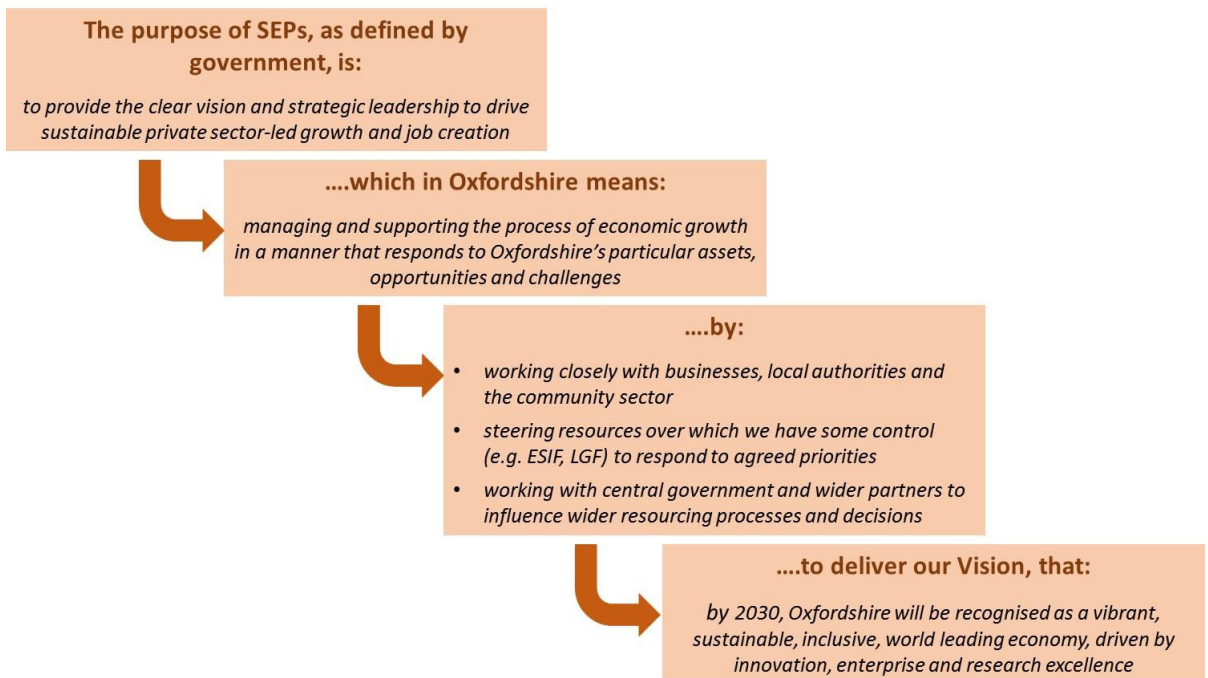 The purpose of SEPs, as defined by
government, is:
to provide the clear vision and strategic leadership to drive
sustainable private sector-led growth and job creation
....which in Oxfordshire means:
managing and supporting the process of economic growth
in a manner that responds to Oxfordshire’s particular assets,
opportunities and challenges
....by:
• working closely with businesses, local authorities and
the community sector
• steering resources over which we have some control
(e.g. ESIF, LGF) to respond to agreed priorities
• working with central government and wider partners to
influence wider resourcing processes and decisions
....to deliver our Vision, that:
by 2030, Oxfordshire will be recognised as a vibrant,
sustainable, inclusive, world leading economy, driven by
innovation, enterprise and research excellence